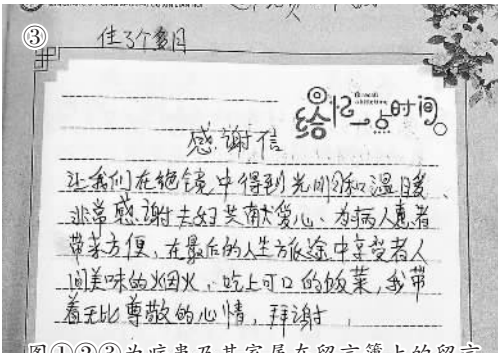 ③
住了个多月
给忆一点时间。
感谢信
让我们在绝镜中得到光明和温暖、
非常感谢夫妇共献爱心、为病人患者
带来方便,在最后的人生方旅途中享受着人
间美味的烟火、吃上可口的饭菜,我带
着无比尊敬的心情,拜谢
图①②③为病患及其家属在留言簿上的留言